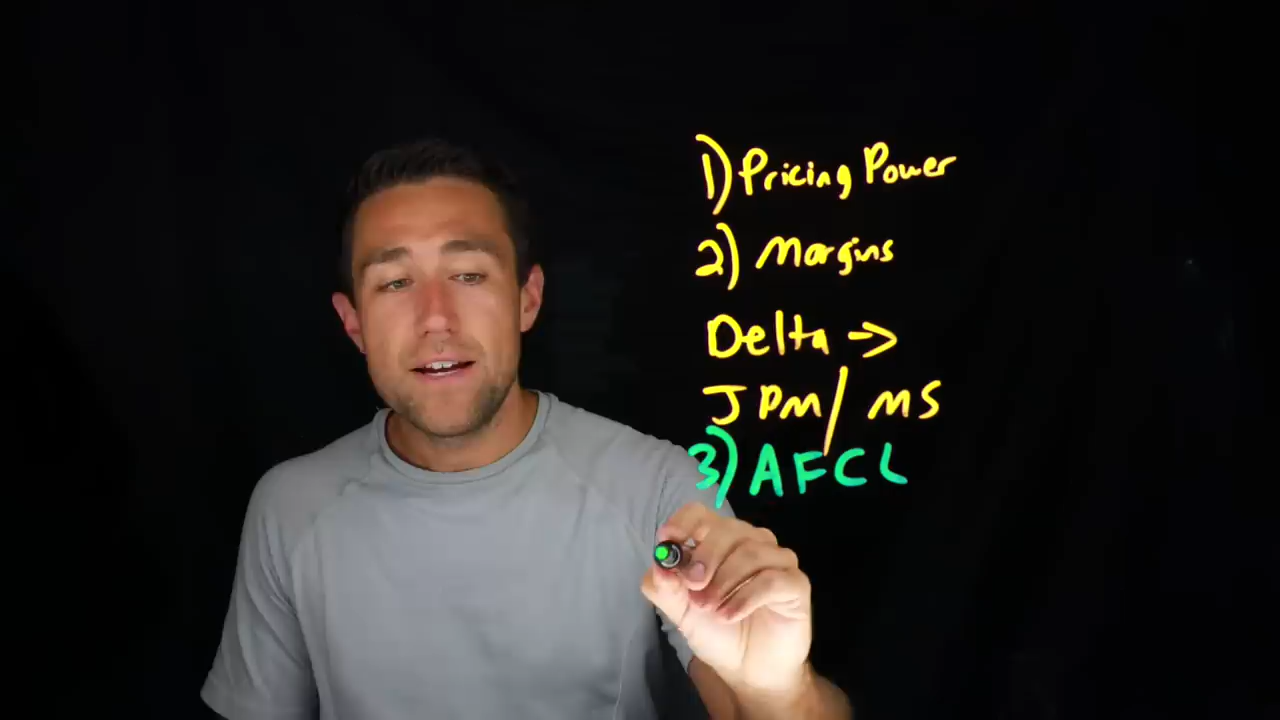 1) Pricing Power
2) Margins
Delta →
JPM/MS
3) AFCL